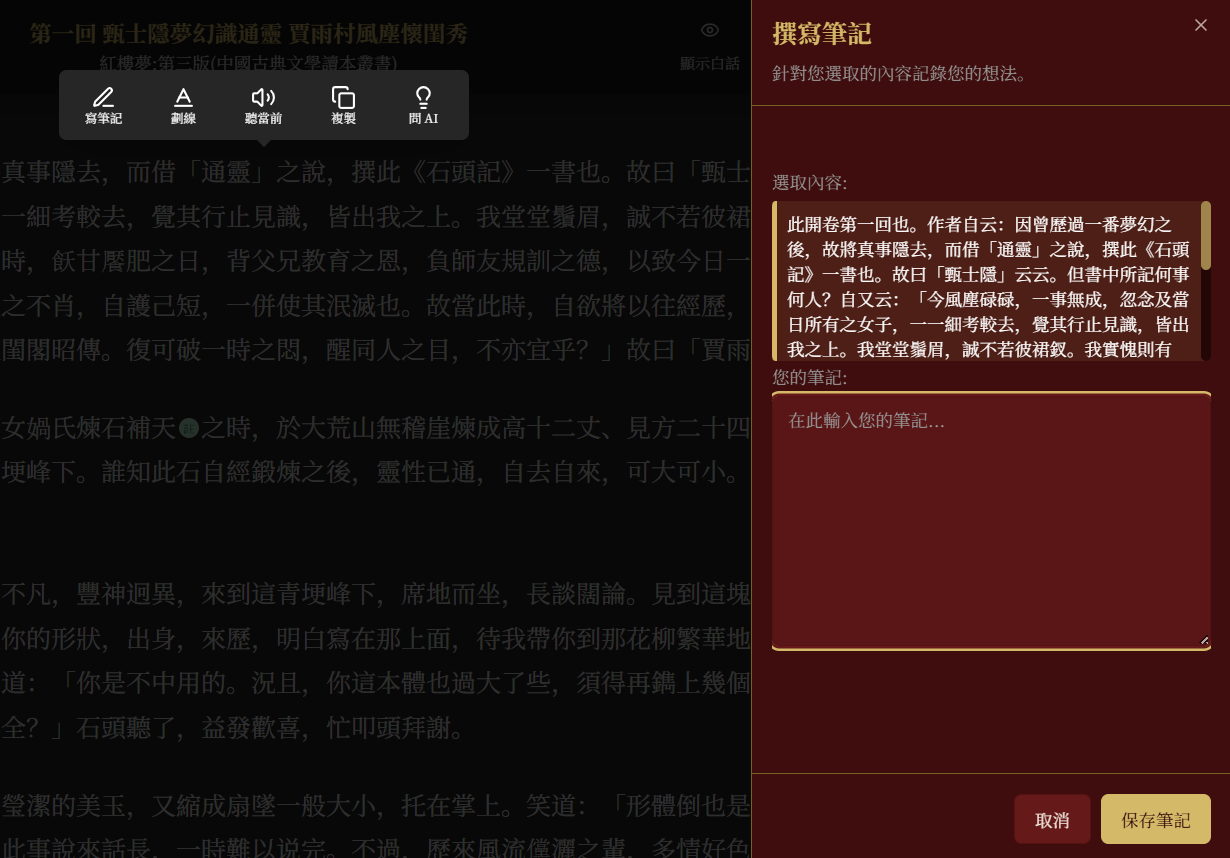 第一回 甄士隱夢幻識通靈 賈雨村風塵懷閨秀
紅樓夢:第三版(中國古典文學讀本叢書)
顯示白話
寫筆記
劃線
聽當前
複製
問 AI
真事隱去，而借「通靈」之說，撰此《石頭記》一書也。故曰「甄士
一細考較去，覺其行止見識，皆出我之上。我堂堂鬚眉，誠不若彼裙
時，飫甘饜肥之日，背父兄教育之恩，負師友規訓之德，以致今日一
之不肖，自護己短，一併使其泯滅也。故當此時，自欲將以往經歷，
閨閣昭傳。復可破一時之悶，醒同人之目，不亦宜乎？」故曰「賈雨
女媧氏煉石補天註之時，於大荒山無稽崖煉成高十二丈、見方二十四
埂峰下。誰知此石自經鍛煉之後，靈性已通，自去自來，可大可小。
不凡，豐神迥異，來到這青埂峰下，席地而坐，長談闊論。見到這塊
你的形狀，出身，來歷，明白寫在那上面，待我帶你到那花柳繁華地
道：「你是不中用的。況且，你這本體也過大了些，須得再鐫上幾個
全？」石頭聽了，益發歡喜，忙叩頭拜謝。
瑩潔的美玉，又縮成扇墜一般大小，托在掌上。笑道：「形體倒也是
此事說來話長，一時難以说完。不過，歷來風流儻灑之輩，多情好色
撰寫筆記
針對您選取的內容記錄您的想法。
選取內容:
此開卷第一回也。作者自云：因曾歷過一番夢幻之
後，故將真事隱去，而借「通靈」之說，撰此《石頭
記》一書也。故曰「甄士隱」云云。但書中所記何事
何人？自又云：「今風塵碌碌，一事無成，忽念及當
日所有之女子，一一細考較去，覺其行止見識，皆出
我之上。我堂堂鬚眉，誠不若彼裙釵。我實愧則有
您的筆記:
在此輸入您的筆記...
取消
保存筆記